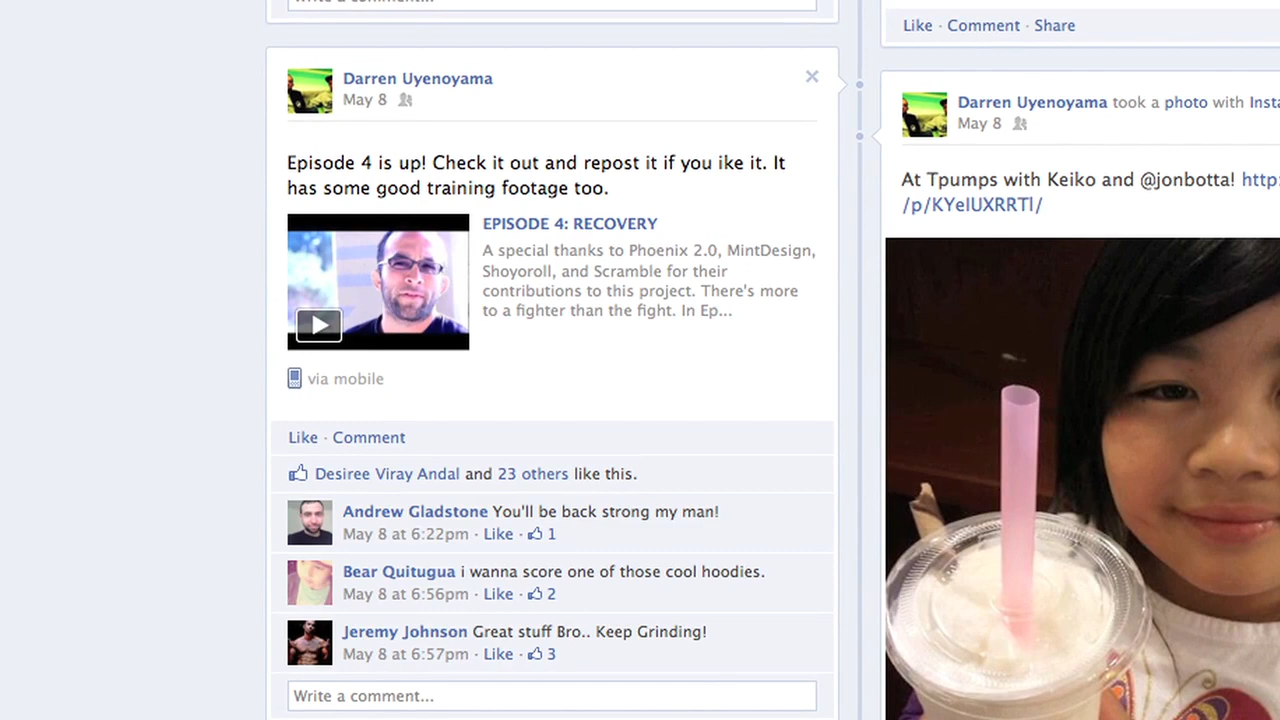 Write a comment...
Darren Uyenoyama
May 8
Episode 4 is up! Check it out and repost it if you ike it. It
has some good training footage too.
EPISODE 4: RECOVERY
A special thanks to Phoenix 2.0, MintDesign,
Shoyoroll, and Scramble for their
contributions to this project. There's more
to a fighter than the fight. In Ep...
via mobile
Like · Comment
Desiree Viray Andal and 23 others like this.
Andrew Gladstone You'll be back strong my man!
May 8 at 6:22pm · Like · 1
Bear Quitugua i wanna score one of those cool hoodies.
May 8 at 6:56pm · Like · 2
Jeremy Johnson Great stuff Bro.. Keep Grinding!
May 8 at 6:57pm · Like · 3
Write a comment...
Like · Comment · Share
Darren Uyenoyama took a photo with Insta
May 8
At Tpumps with Keiko and @jonbotta! http: